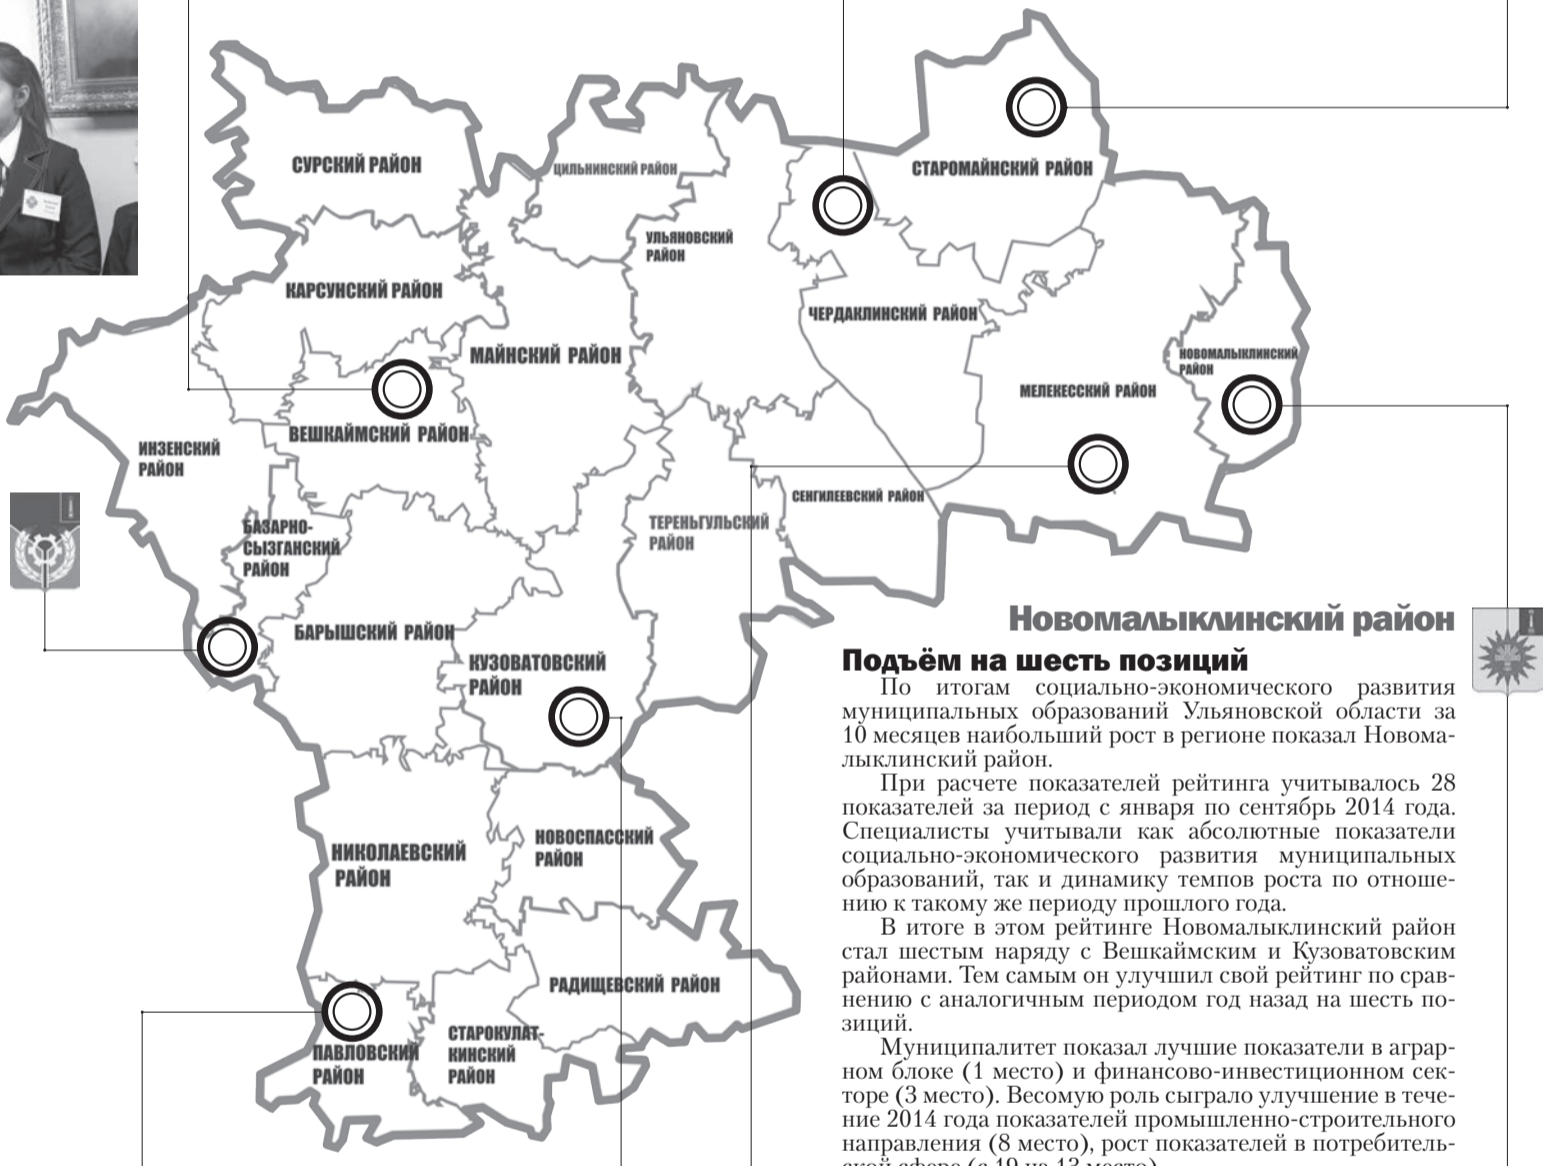 СУРСКИЙ РАЙОН
ЦИЛЬНИНСКИЙ РАЙОН
СТАРОМАЙНСКИЙ РАЙОН
УЛЬЯНОВСКИЙ
РАЙОН
КАРСУНСКИЙ РАЙОН
ЧЕРДАКЛИНСКИЙ РАЙОН
МАЙНСКИЙ РАЙОН
НОВОМАЛЫКЛИНСКИЙ
РАЙОН
МЕЛЕКЕССКИЙ РАЙОН
ВЕШКАЙМСКИЙ РАЙОН
ИНЗЕНСКИЙ
РАЙОН
СЕНГИЛЕЕВСКИЙ РАЙОН
ТЕРЕНЬГУЛЬСКИЙ
РАЙОН
БАЗАРНО-
СЫЗГАНСКИЙ
РАЙОН
БАРЫШСКИЙ РАЙОН
КУЗОВАТОВСКИЙ
РАЙОН
НИКОЛАЕВСКИЙ
РАЙОН
НОВОСПАССКИЙ
РАЙОН
РАДИЩЕВСКИЙ РАЙОН
СТАРОКУЛАТ-
КИНСКИЙ
РАЙОН
ПАВЛОВСКИЙ
РАЙОН
Новомалыклинский район
Подъём на шесть позиций
По итогам социально-экономического развития
муниципальных образований Ульяновской области за
10 месяцев наибольший рост в регионе показал Новома-
лыклинский район.
При расчете показателей рейтинга учитывалось 28
показателей за период с января по сентябрь 2014 года.
Специалисты учитывали как абсолютные показатели
социально-экономического развития муниципальных
образований, так и динамику темпов роста по отноше-
нию к такому же периоду прошлого года.
В итоге в этом рейтинге Новомалыклинский район
стал шестым наряду с Вешкаймским и Кузоватовским
районами. Тем самым он улучшил свой рейтинг по срав-
нению с аналогичным периодом год назад на шесть по-
зиций.
Муниципалитет показал лучшие показатели в аграр-
ном блоке (1 место) и финансово-инвестиционном сек-
торе (3 место). Весомую роль сыграло улучшение в тече-
ние 2014 года показателей промышленно-строительного
направления (8 место), рост показателей в потребитель-
ской сфере (с 19 на 13 место).